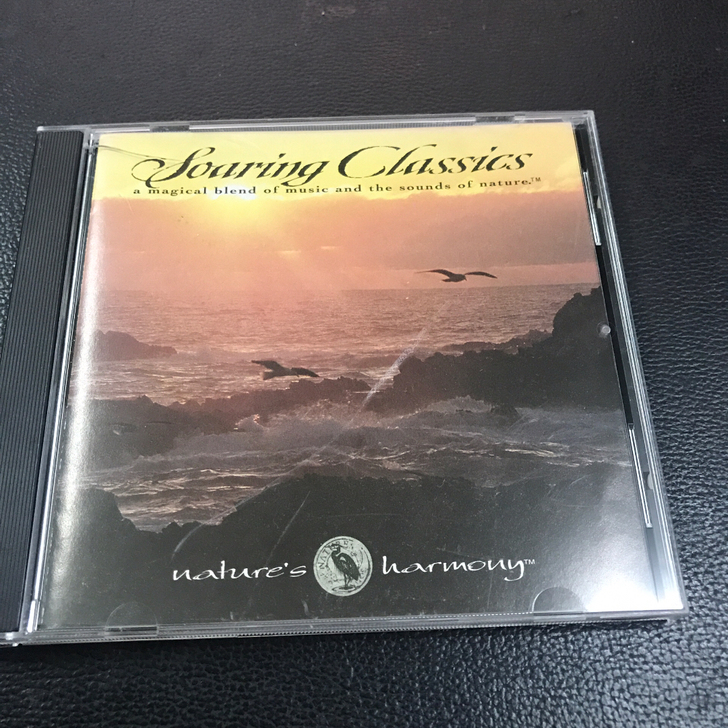 Soaring Classics
a magical blend of music and the sounds of nature.™
nature's harmony™